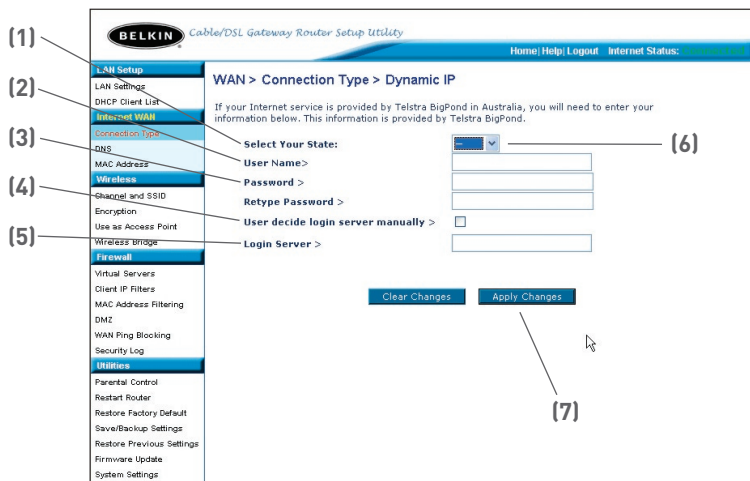 BELKIN Cable/DSL Gateway Router Setup Utility
Home| Help| Logout Internet Status:
(1)
(2)
(3)
(4)
(5)
LAN Setup
LAN Settings
DHCP Client List
Internet WAN
Connection Type
DNS
MAC Address
Wireless
Channel and SSID
Encryption
Use as Access Point
Wireless Bridge
Firewall
Virtual Servers
Client IP Filters
MAC Address Filtering
DMZ
WAN Ping Blocking
Security Log
Utilities
Parental Control
Restart Router
Restore Factory Default
Save/Backup Settings
Restore Previous Settings
Firmware Update
System Settings
WAN > Connection Type > Dynamic IP
If your Internet service is provided by Telstra BigPond in Australia, you will need to enter your
information below. This information is provided by Telstra BigPond.
Select Your State: --
User Name>
Password >
Retype Password >
User decide login server manually >
Login Server >
Clear Changes Apply Changes
(6)
(7)